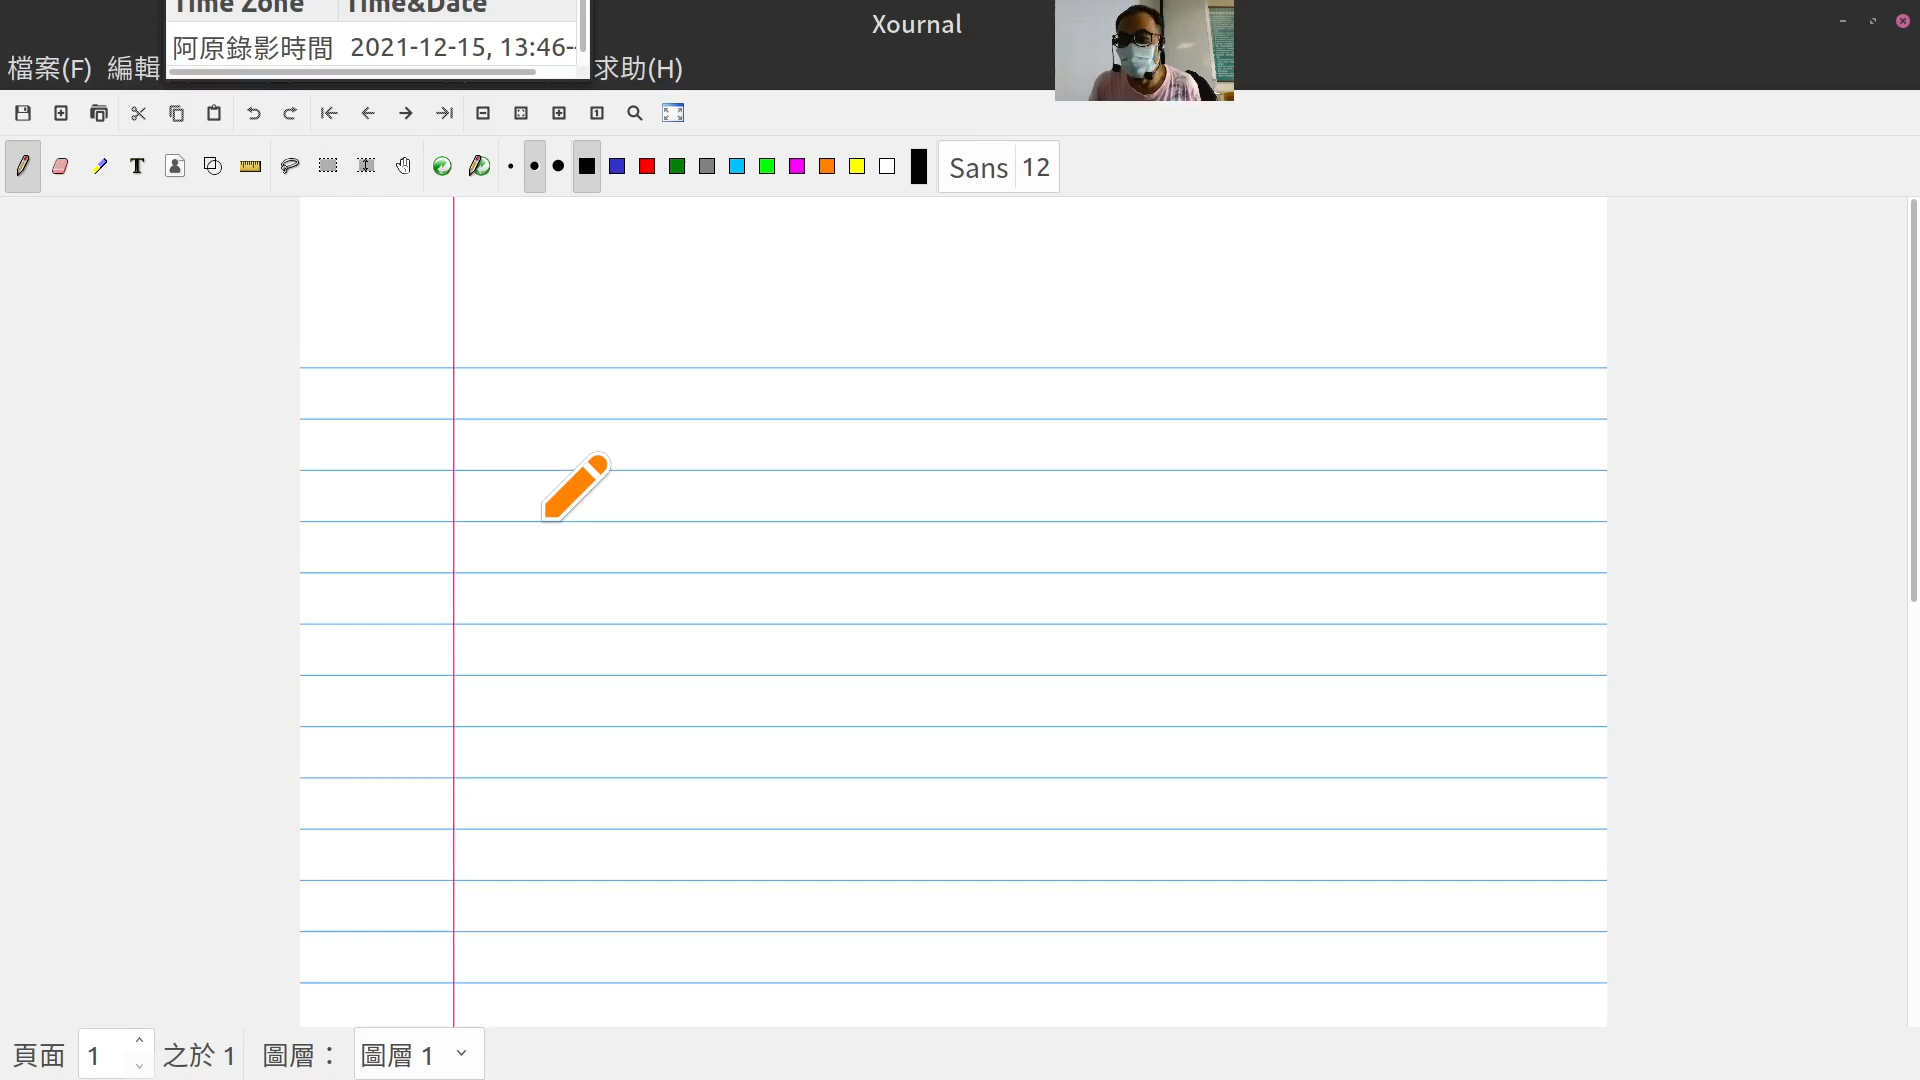 Time Zone Time&Date
阿原錄影時間 2021-12-15, 13:46-
Xournal
檔案(F) 編輯 求助(H)
T
Sans 12
頁面 1 之於 1 圖層： 圖層 1